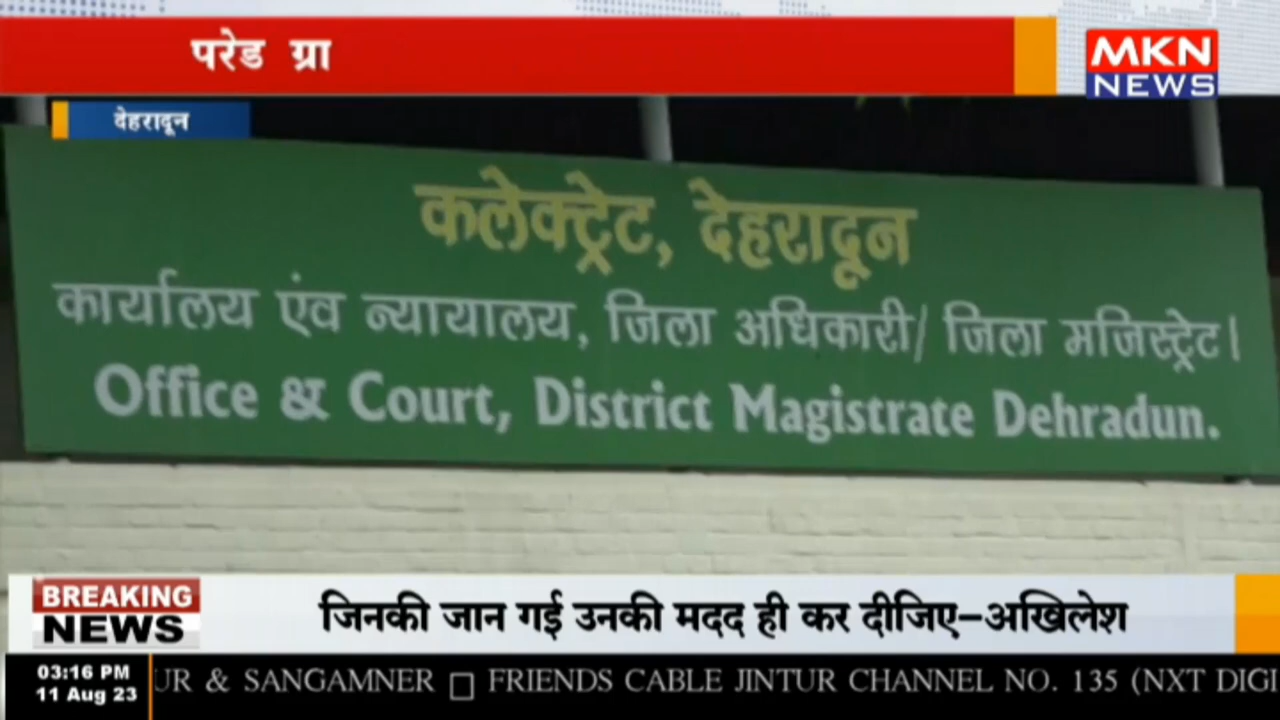 परेड ग्रा
MKN
NEWS
देहरादून
कलेक्ट्रेट, देहरादून
कार्यालय एंव न्यायालय, जिला अधिकारी/ जिला मजिस्ट्रेट।
Office & Court, District Magistrate Dehradun.
BREAKING
NEWS
जिनकी जान गई उनकी मदद ही कर दीजिए–अखिलेश
03:16 PM
11 Aug 23
UR & SANGAMNER □ FRIENDS CABLE JINTUR CHANNEL NO. 135 (NXT DIGI